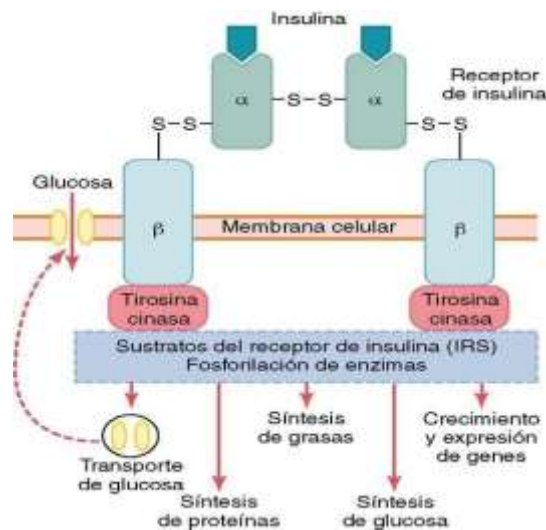 Insulina
α
α
S-S
S-S
S-S
Receptor
de insulina
Glucosa
β
Membrana celular
β
Tirosina
cinasa
Tirosina
cinasa
Sustratos del receptor de insulina (IRS)
Fosforilación de enzimas
Transporte
de glucosa
Síntesis
de proteínas
Síntesis
de grasas
Síntesis
de glucosa
Crecimiento
y expresión
de genes